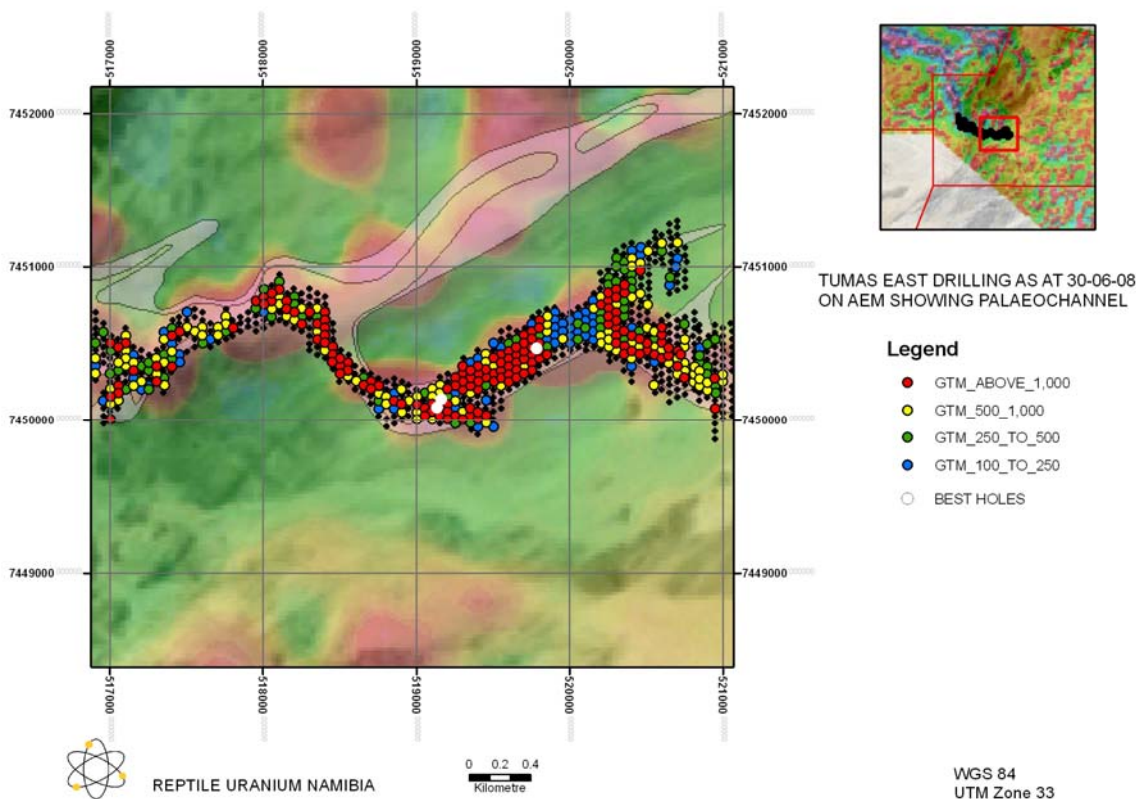 517000
518000
519000
520000
521000
7452000
7452000
7451000
7451000
7450000
7450000
7449000
7449000
517000
518000
519000
520000
521000
TUMAS EAST DRILLING AS AT 30-06-08
ON AEM SHOWING PALAEOCHANNEL
Legend
GTM_ABOVE_1,000
GTM_500_1,000
GTM_250_TO_500
GTM_100_TO_250
BEST HOLES
REPTILE URANIUM NAMIBIA
0 0.2 0.4
Kilometre
WGS 84
UTM Zone 33